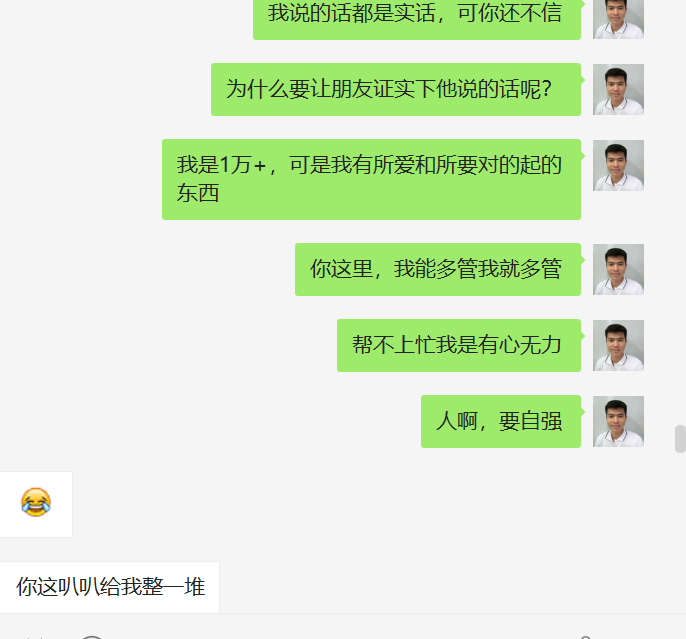 我说的话都是实话，可你还不信
为什么要让朋友证实下他说的话呢？
我是1万+，可是我有所爱和所要对的起的
东西
你这里，我能多管我就多管
帮不上忙我是有心无力
人啊，要自强
你这叭叭给我整一堆